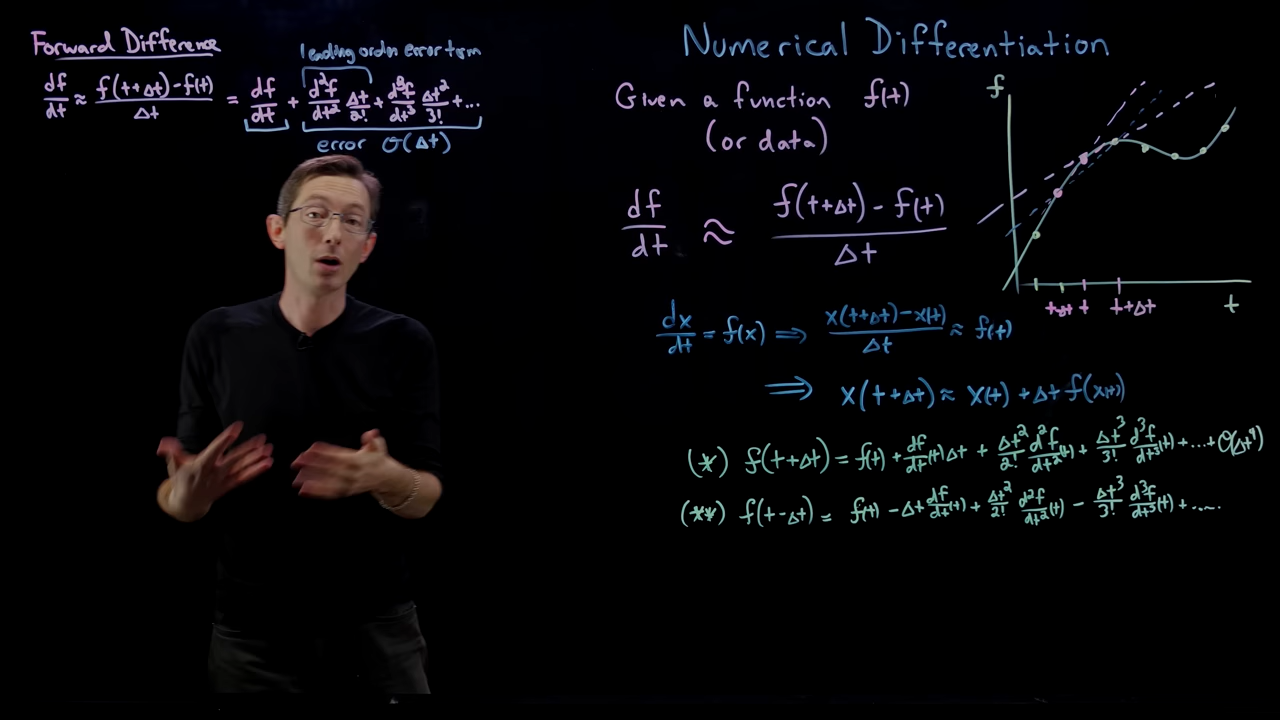 Forward Difference
leading order error term
df/dt ≈ f(t+Δt)-f(t)/Δt = df/dt + d²f/dt² Δt/2! + d³f/dt³ Δt²/3! + ...
error O(Δt)
Numerical Differentiation
Given a function f(t)
(or data)
df/dt ≈ f(t+Δt) - f(t)/Δt
f
t-Δt t t+Δt t
dx/dt = f(x) ⟹ x(t+Δt)-x(t)/Δt ≈ f(t)
⟹ x(t+Δt) ≈ x(t) + Δt f(x(t))
(*) f(t+Δt) = f(t) + df/dt(t)Δt + Δt²/2! d²f/dt²(t) + Δt³/3! d³f/dt³(t) + ... + O(Δt⁴)
(**) f(t-Δt) = f(t) - Δt df/dt(t) + Δt²/2! d²f/dt²(t) - Δt³/3! d³f/dt³(t) + ....